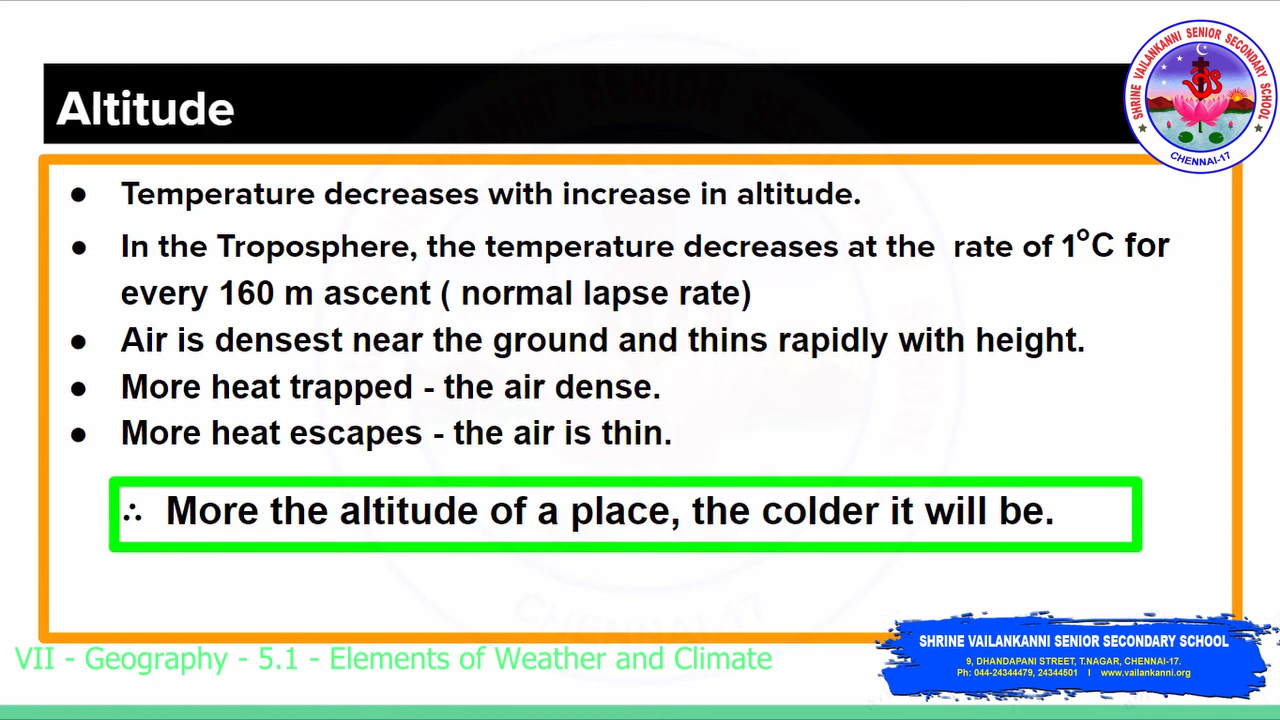 SHRINE VAILANKANNI SENIOR SECONDARY SCHOOL
CHENNAI-17
Altitude
● Temperature decreases with increase in altitude.
● In the Troposphere, the temperature decreases at the rate of 1°C for
every 160 m ascent ( normal lapse rate)
● Air is densest near the ground and thins rapidly with height.
● More heat trapped - the air dense.
● More heat escapes - the air is thin.
∴ More the altitude of a place, the colder it will be.
VII - Geography - 5.1 - Elements of Weather and Climate
SHRINE VAILANKANNI SENIOR SECONDARY SCHOOL
9, DHANDAPANI STREET, T.NAGAR, CHENNAI-17.
Ph: 044-24344479, 24344501 I www.vailankanni.org